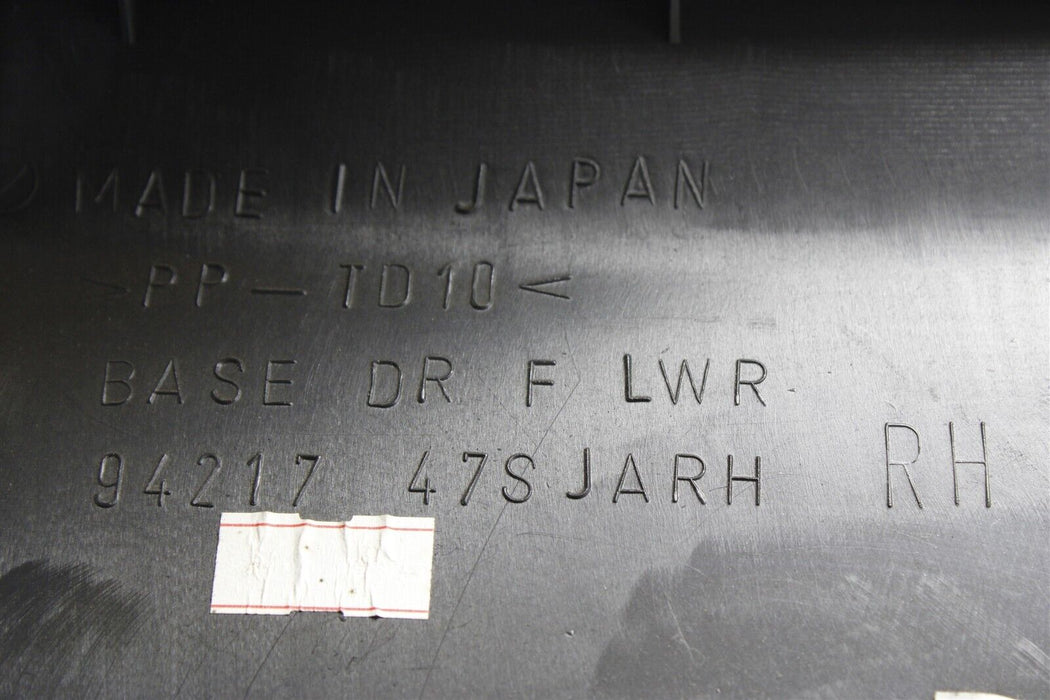 MADE IN JAPAN
>PP-TD10<
BASE DR F LWR
94217 47SJARH RH